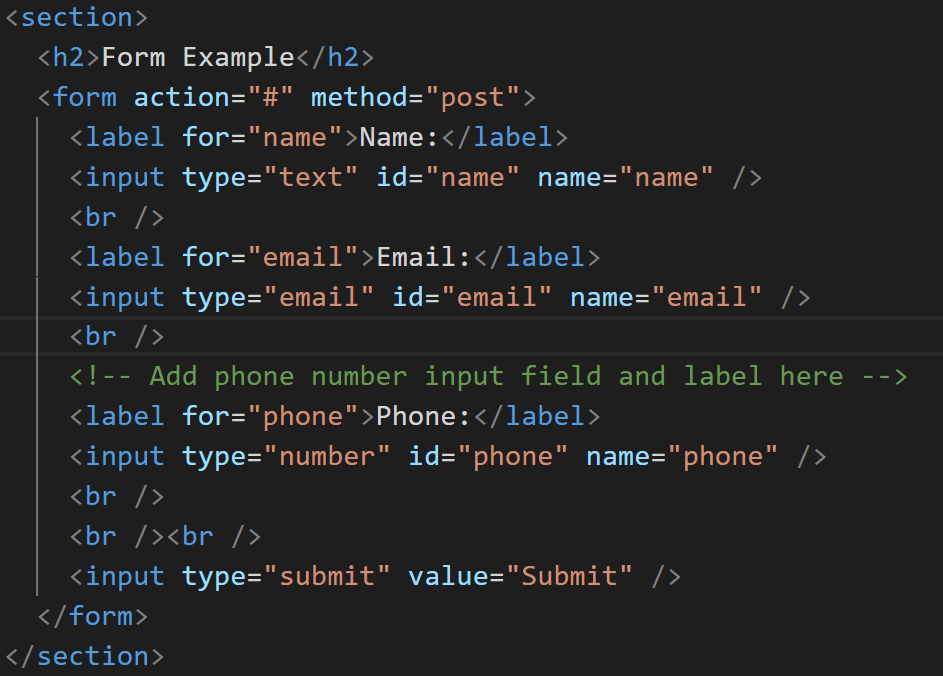 <section>
<h2>Form Example</h2>
<form action="#" method="post">
<label for="name">Name:</label>
<input type="text" id="name" name="name" />
<br />
<label for="email">Email:</label>
<input type="email" id="email" name="email" />
<br />
<!-- Add phone number input field and label here -->
<label for="phone">Phone:</label>
<input type="number" id="phone" name="phone" />
<br />
<br /><br />
<input type="submit" value="Submit" />
</form>
</section>